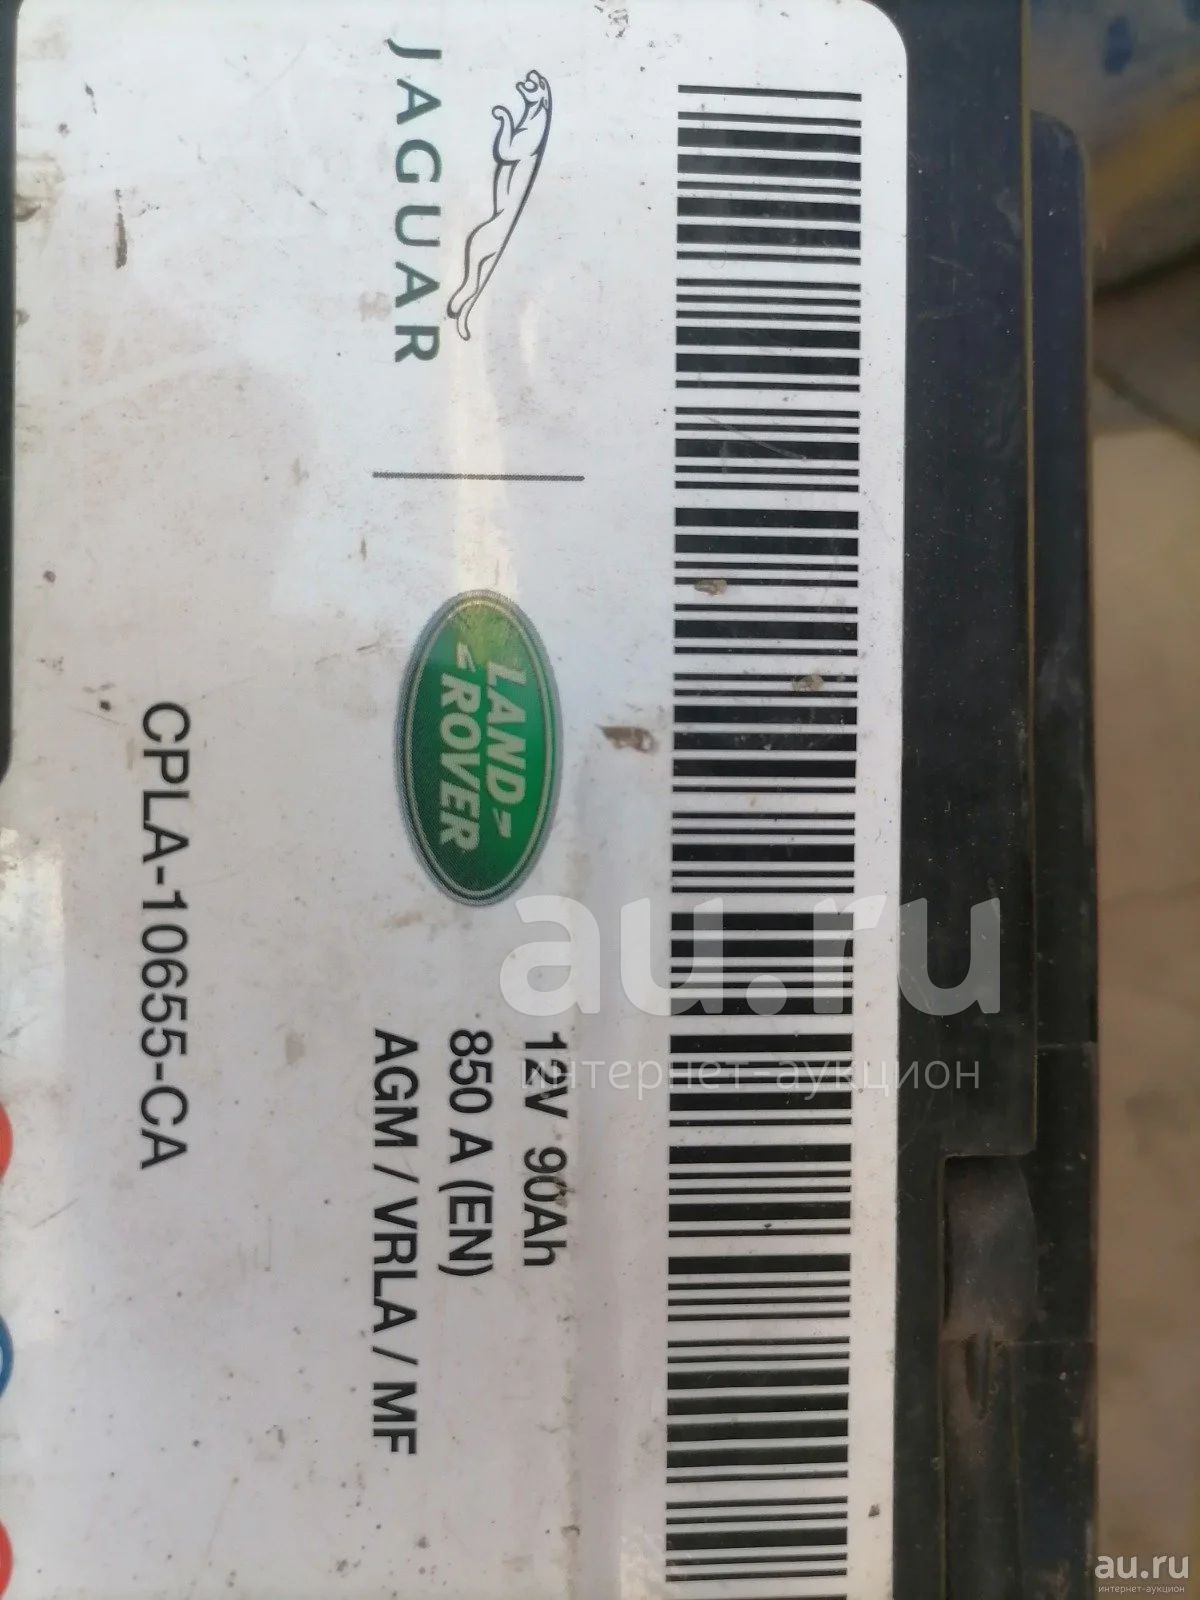 JAGUAR
LAND
ROVER
12V 90Ah
850 A (EN)
AGM / VRLA / MF
CPLA-10655-CA
au.ru
интернет-аукцион
au.ru
интернет-аукцион